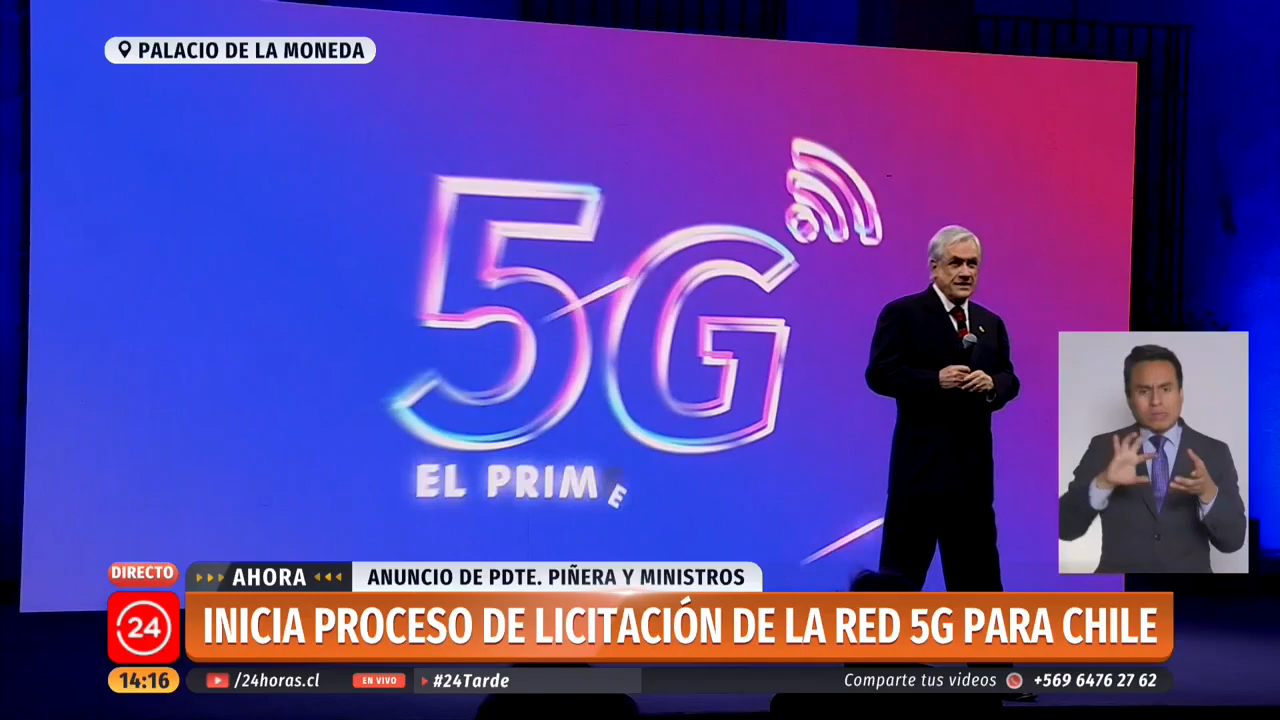 PALACIO DE LA MONEDA
5G
EL PRIME
DIRECTO
AHORA
ANUNCIO DE PDTE. PIÑERA Y MINISTROS
24
INICIA PROCESO DE LICITACIÓN DE LA RED 5G PARA CHILE
14:16
/24horas.cl
EN VIVO
#24Tarde
Comparte tus videos
+569 6476 27 62